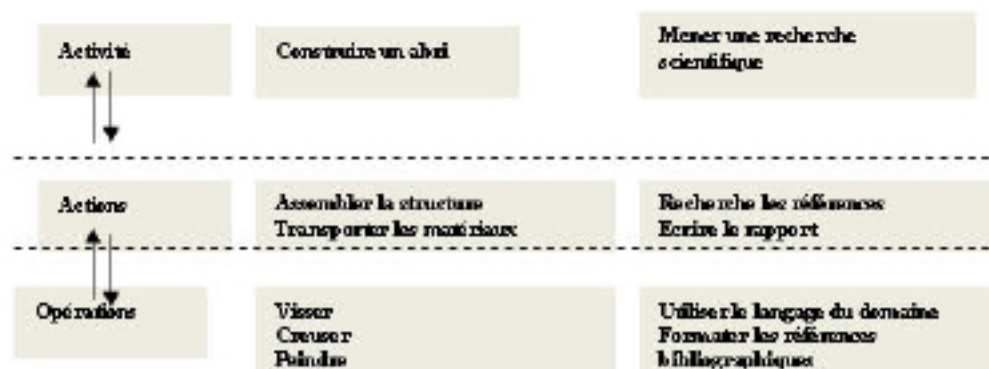 Activité
Construire un abri
Mener une recherche
scientifique
Actions
Assembler la structure
Transporter les matériaux
Recherche les références
Ecrire le rapport
Opérations
Visser
Creuser
Peindre
Utiliser le langage du domaine
Formater les références
bibliographiques